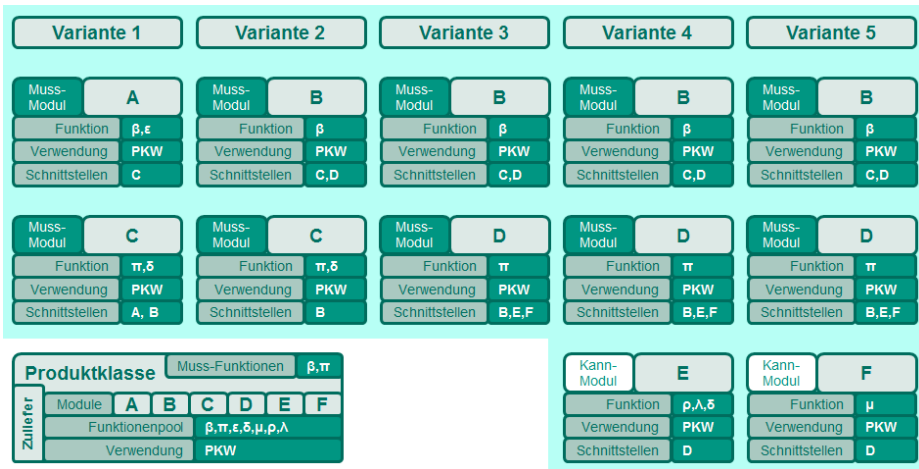 Variante 1 Variante 2 Variante 3 Variante 4 Variante 5
Muss-Modul A Muss-Modul B Muss-Modul B Muss-Modul B Muss-Modul B
Funktion β,ε Funktion β Funktion β Funktion β Funktion β
Verwendung PKW Verwendung PKW Verwendung PKW Verwendung PKW Verwendung PKW
Schnittstellen C Schnittstellen C,D Schnittstellen C,D Schnittstellen C,D Schnittstellen C,D
Muss-Modul C Muss-Modul C Muss-Modul D Muss-Modul D Muss-Modul D
Funktion π,δ Funktion π,δ Funktion π Funktion π Funktion π
Verwendung PKW Verwendung PKW Verwendung PKW Verwendung PKW Verwendung PKW
Schnittstellen A, B Schnittstellen B Schnittstellen B,E,F Schnittstellen B,E,F Schnittstellen B,E,F
Produktklasse Muss-Funktionen β,π
Zuliefer
Module A B C D E F
Funktionenpool β,π,ε,δ,μ,ρ,λ
Verwendung PKW
Kann-Modul E Kann-Modul F
Funktion ρ,λ,δ Funktion μ
Verwendung PKW Verwendung PKW
Schnittstellen D Schnittstellen D